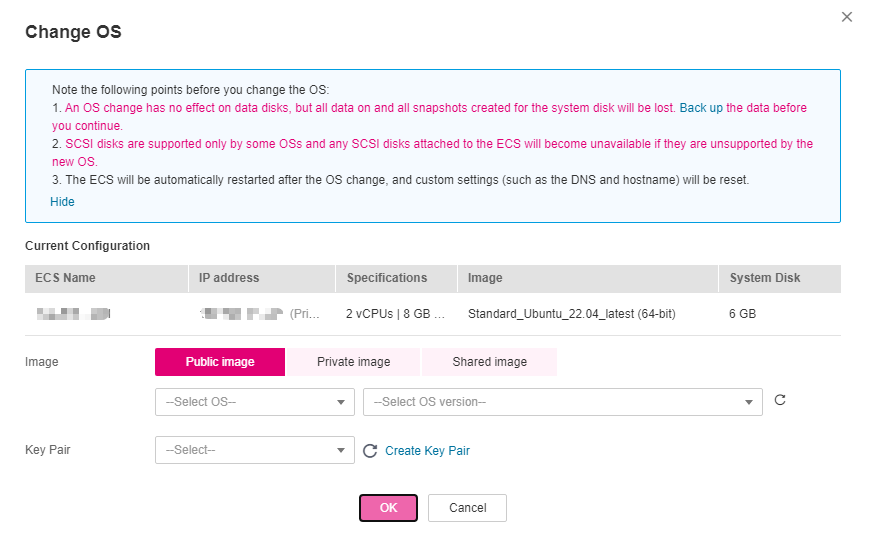 Change OS
Note the following points before you change the OS:
1. An OS change has no effect on data disks, but all data on and all snapshots created for the system disk will be lost. Back up the data before
you continue.
2. SCSI disks are supported only by some OSs and any SCSI disks attached to the ECS will become unavailable if they are unsupported by the
new OS.
3. The ECS will be automatically restarted after the OS change, and custom settings (such as the DNS and hostname) will be reset.
Hide
Current Configuration
ECS Name IP address Specifications Image System Disk
(Pri... 2 vCPUs | 8 GB ... Standard_Ubuntu_22.04_latest (64-bit) 6 GB
Image Public image Private image Shared image
--Select OS-- --Select OS version--
Key Pair --Select-- Create Key Pair
OK Cancel